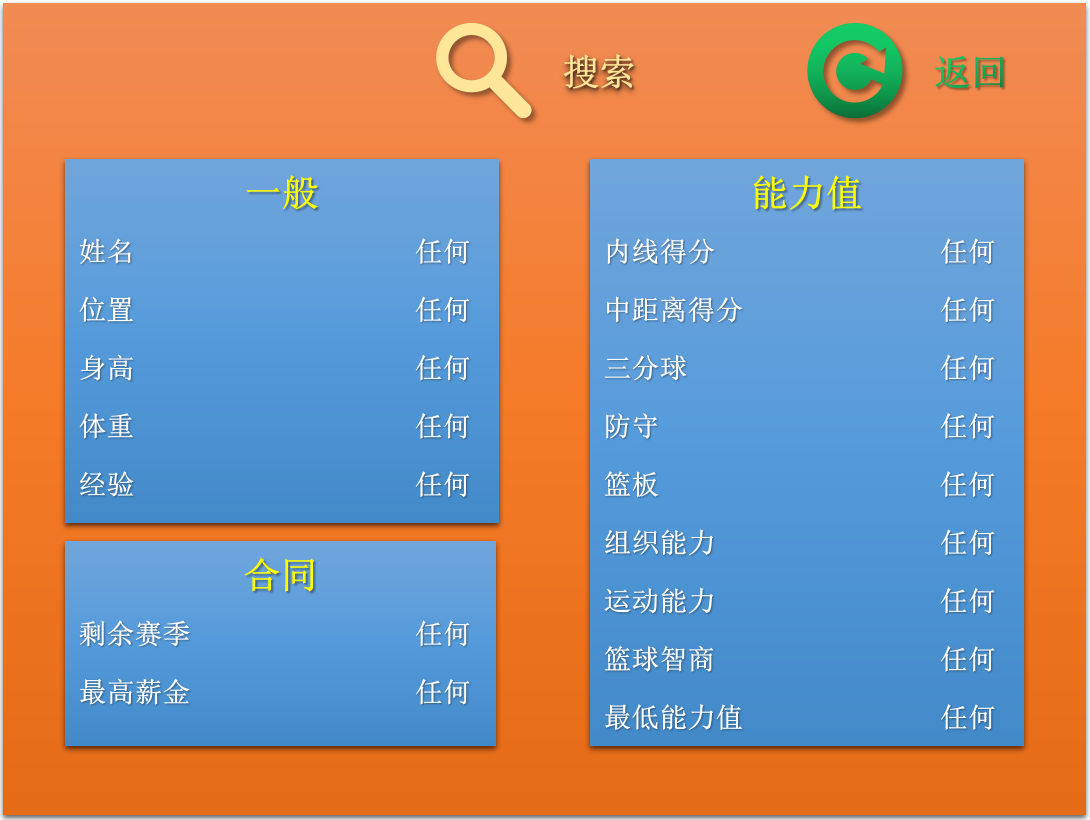 搜索
返回
一般
姓名 任何
位置 任何
身高 任何
体重 任何
经验 任何
合同
剩余赛季 任何
最高薪金 任何
能力值
内线得分 任何
中距离得分 任何
三分球 任何
防守 任何
篮板 任何
组织能力 任何
运动能力 任何
篮球智商 任何
最低能力值 任何